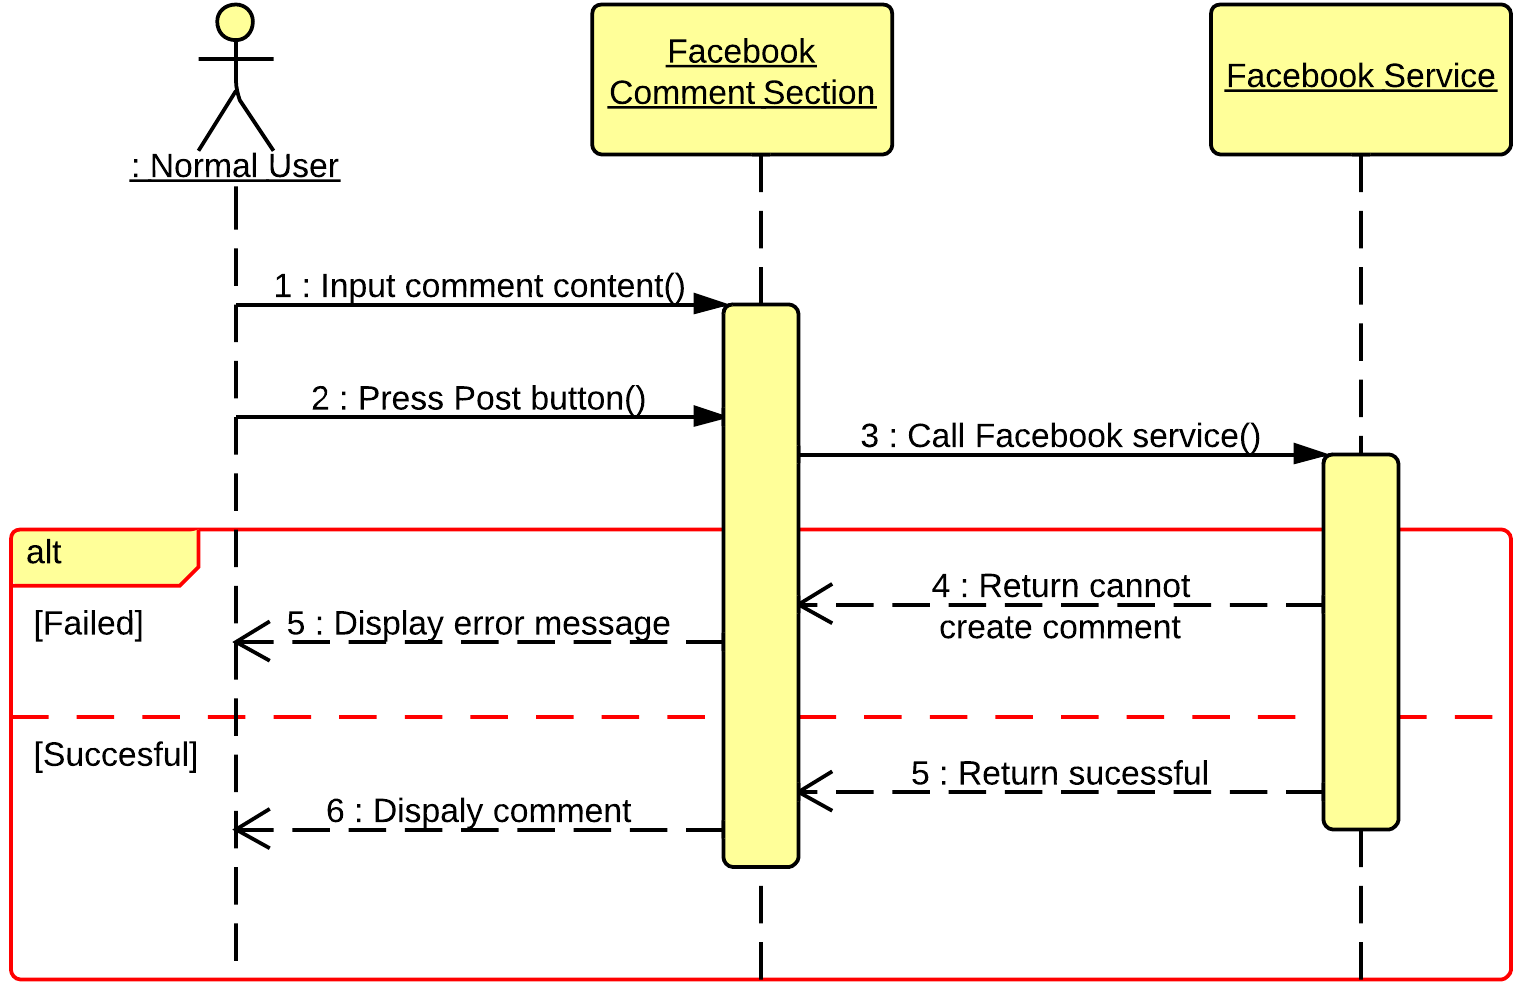 Facebook
Comment Section
Facebook Service
: Normal User
1 : Input comment content()
2 : Press Post button()
3 : Call Facebook service()
alt
4 : Return cannot
create comment
[Failed]
5 : Display error message
[Succesful]
5 : Return sucessful
6 : Dispaly comment